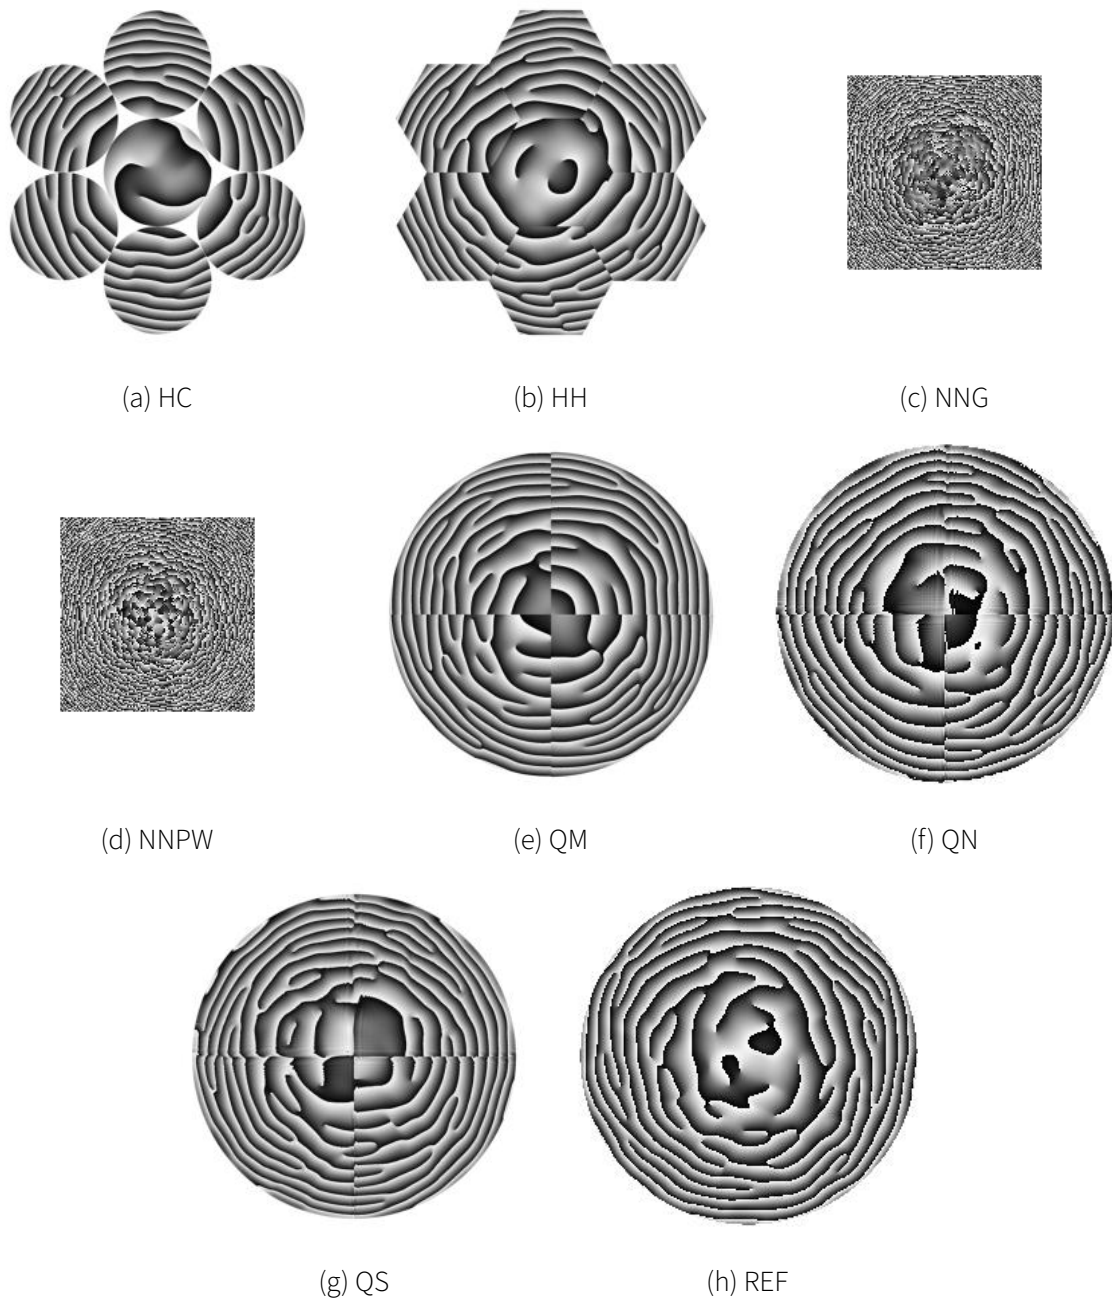 (a) HC
(b) HH
(c) NNG
(d) NNPW
(e) QM
(f) QN
(g) QS
(h) REF